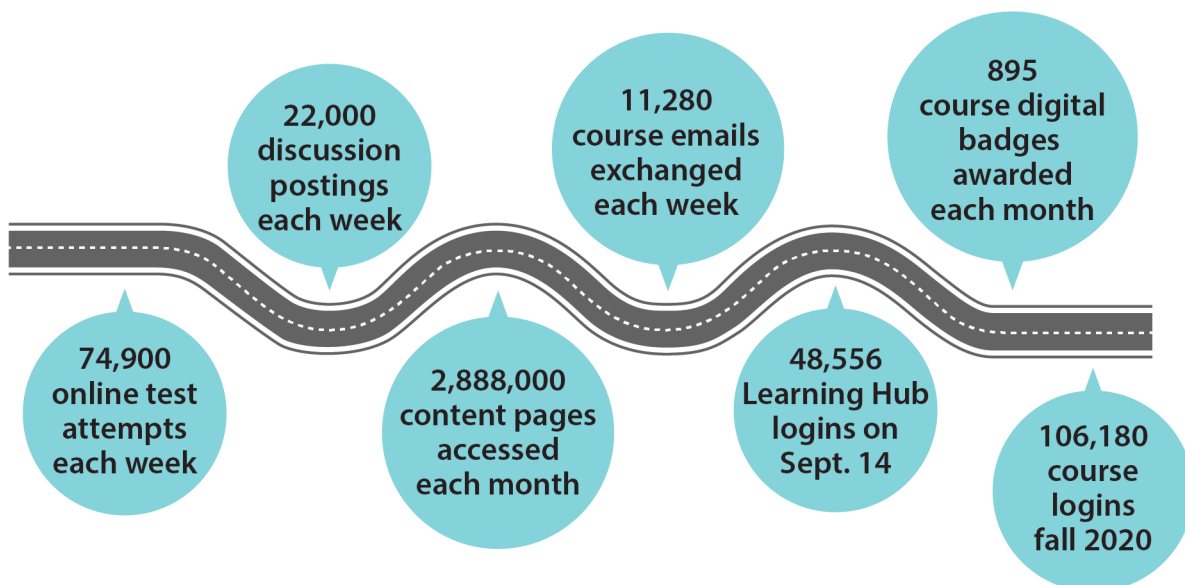 74,900
online test
attempts
each week
22,000
discussion
postings
each week
2,888,000
content pages
accessed
each month
11,280
course emails
exchanged
each week
48,556
Learning Hub
logins on
Sept. 14
895
course digital
badges
awarded
each month
106,180
course
logins
fall 2020